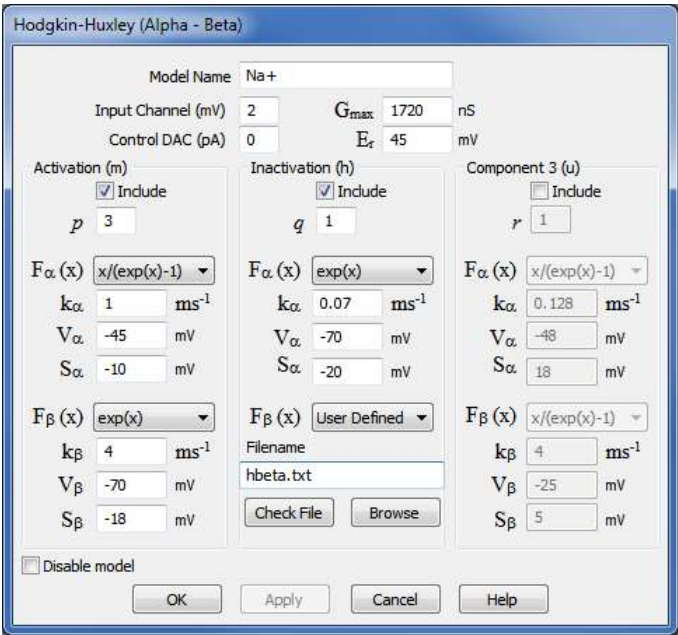 Hodgkin-Huxley (Alpha - Beta)
Model Name Na+
Input Channel (mV) 2 Gmax 1720 nS
Control DAC (pA) 0 Er 45 mV
Activation (m)
Include
p 3
Fα (x) x/(exp(x)-1)
kα 1 ms-1
Vα -45 mV
Sα -10 mV
Fβ (x) exp(x)
kβ 4 ms-1
Vβ -70 mV
Sβ -18 mV
Inactivation (h)
Include
q 1
Fα (x) exp(x)
kα 0.07 ms-1
Vα -70 mV
Sα -20 mV
Fβ (x) User Defined
Filename
hbeta.txt
Check File Browse
Component 3 (u)
Include
r 1
Fα (x) x/(exp(x)-1)
kα 0.128 ms-1
Vα -48 mV
Sα 18 mV
Fβ (x) x/(exp(x)-1)
kβ 4 ms-1
Vβ -25 mV
Sβ 5 mV
Disable model
OK Apply Cancel Help